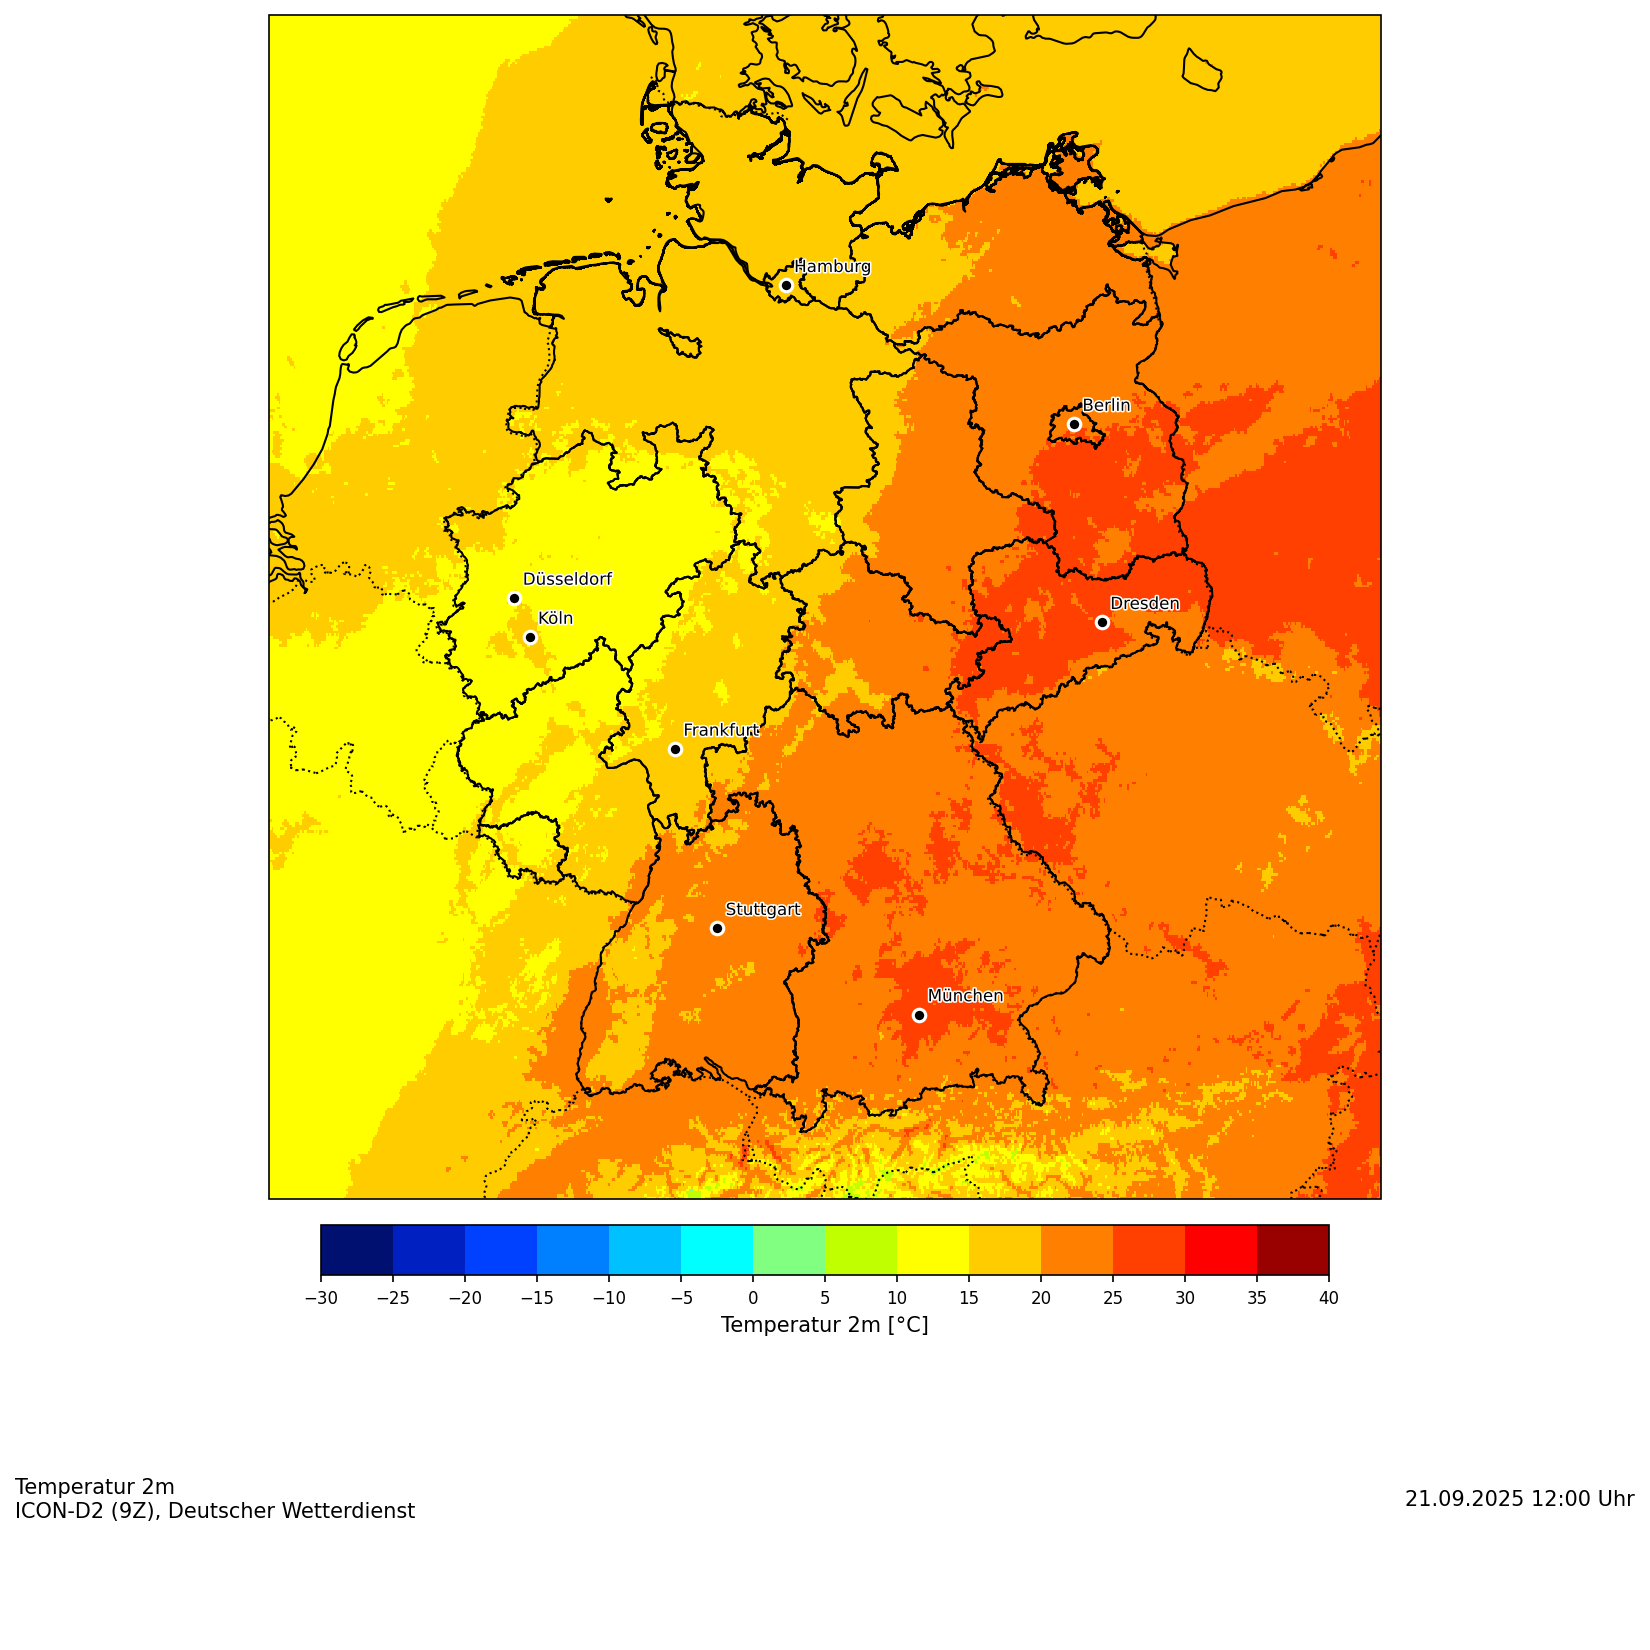 Hamburg
Berlin
Düsseldorf
Dresden
Köln
Frankfurt
Stuttgart
München
−30 −25 −20 −15 −10 −5 0 5 10 15 20 25 30 35 40
Temperatur 2m [°C]
Temperatur 2m
ICON-D2 (9Z), Deutscher Wetterdienst
21.09.2025 12:00 Uhr